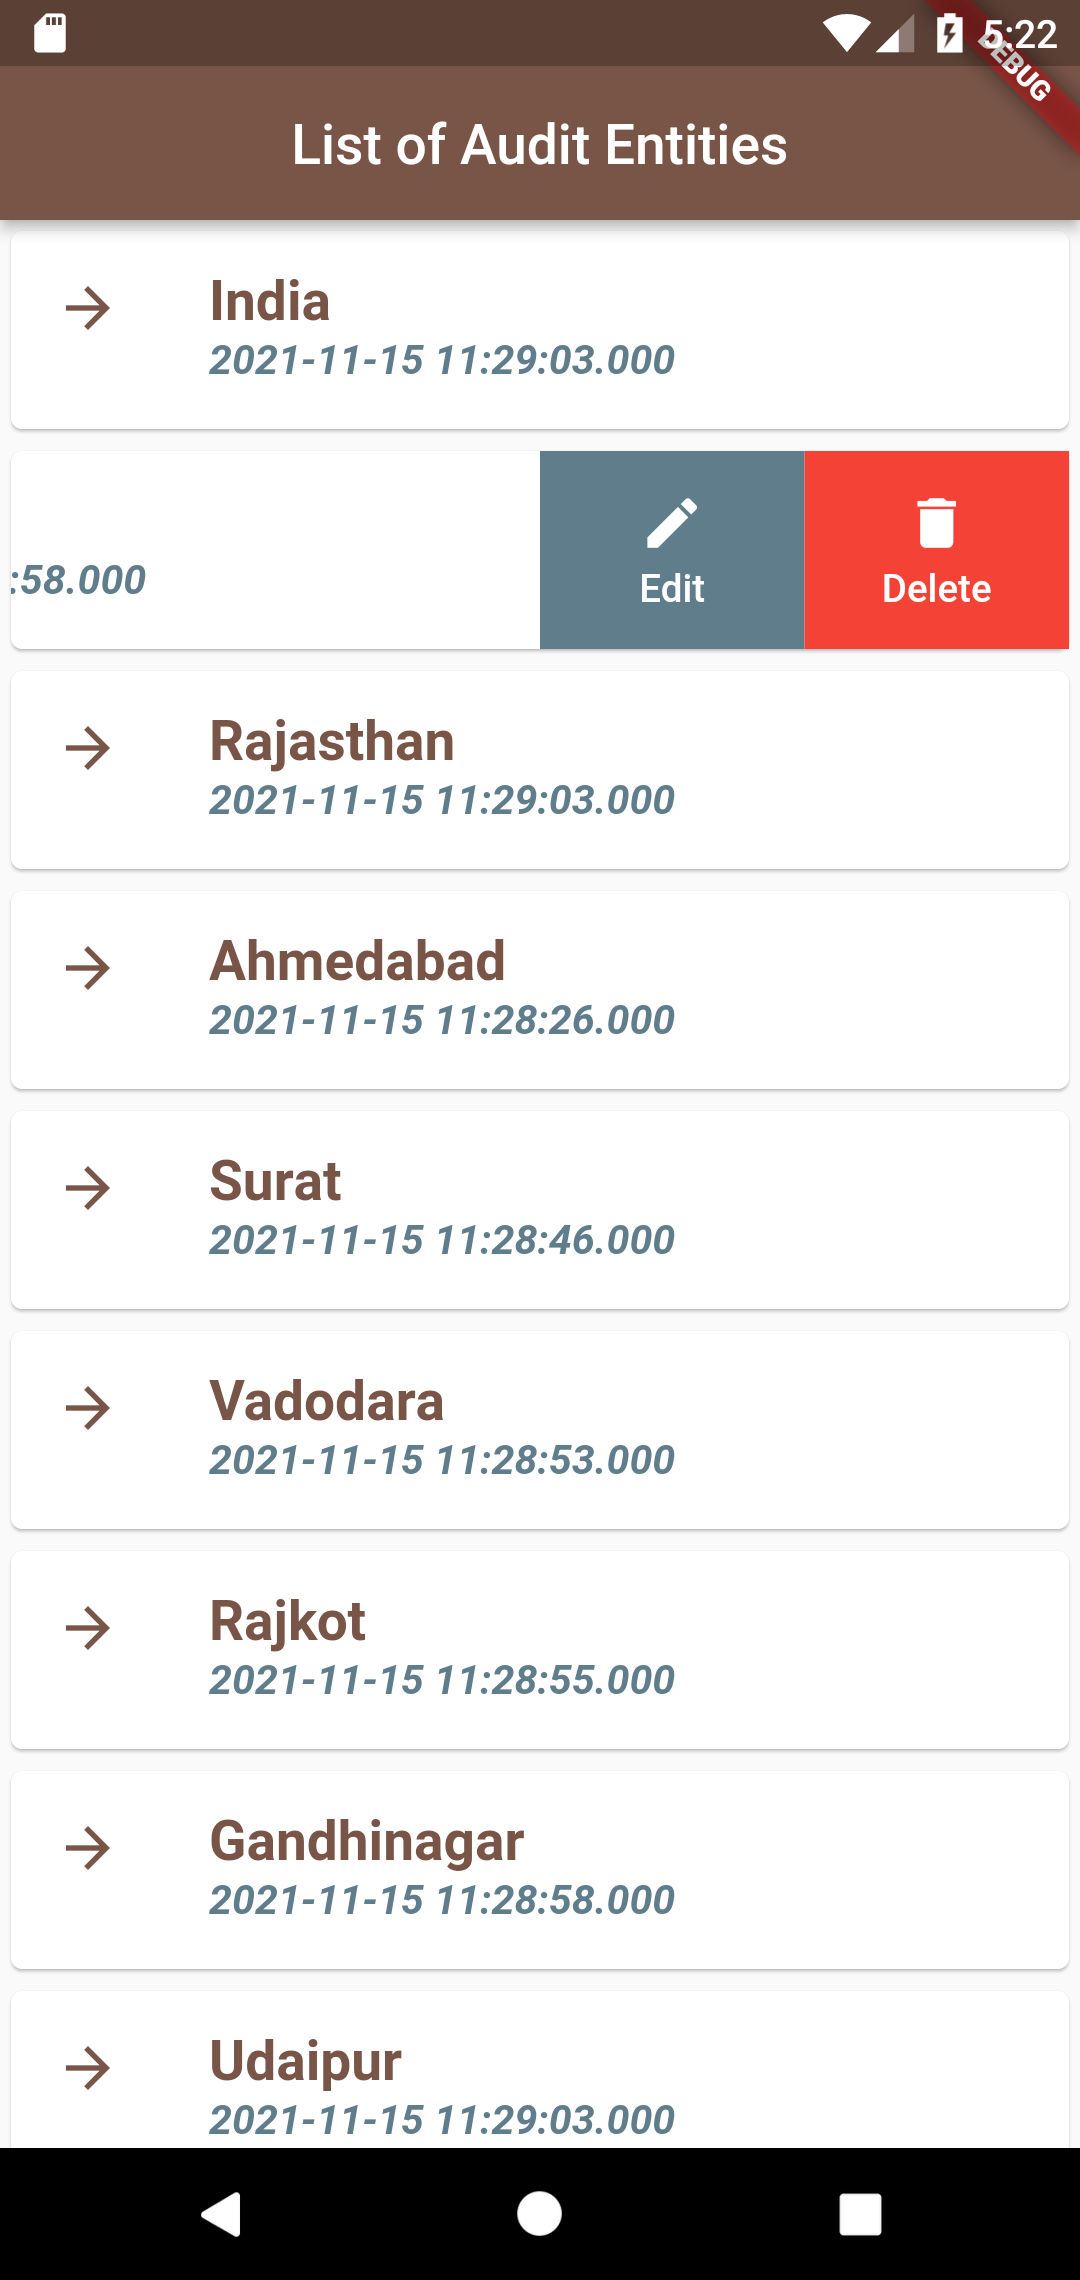 5:22
DEBUG
List of Audit Entities
India
2021-11-15 11:29:03.000
:58.000
Edit
Delete
Rajasthan
2021-11-15 11:29:03.000
Ahmedabad
2021-11-15 11:28:26.000
Surat
2021-11-15 11:28:46.000
Vadodara
2021-11-15 11:28:53.000
Rajkot
2021-11-15 11:28:55.000
Gandhinagar
2021-11-15 11:28:58.000
Udaipur
2021-11-15 11:29:03.000